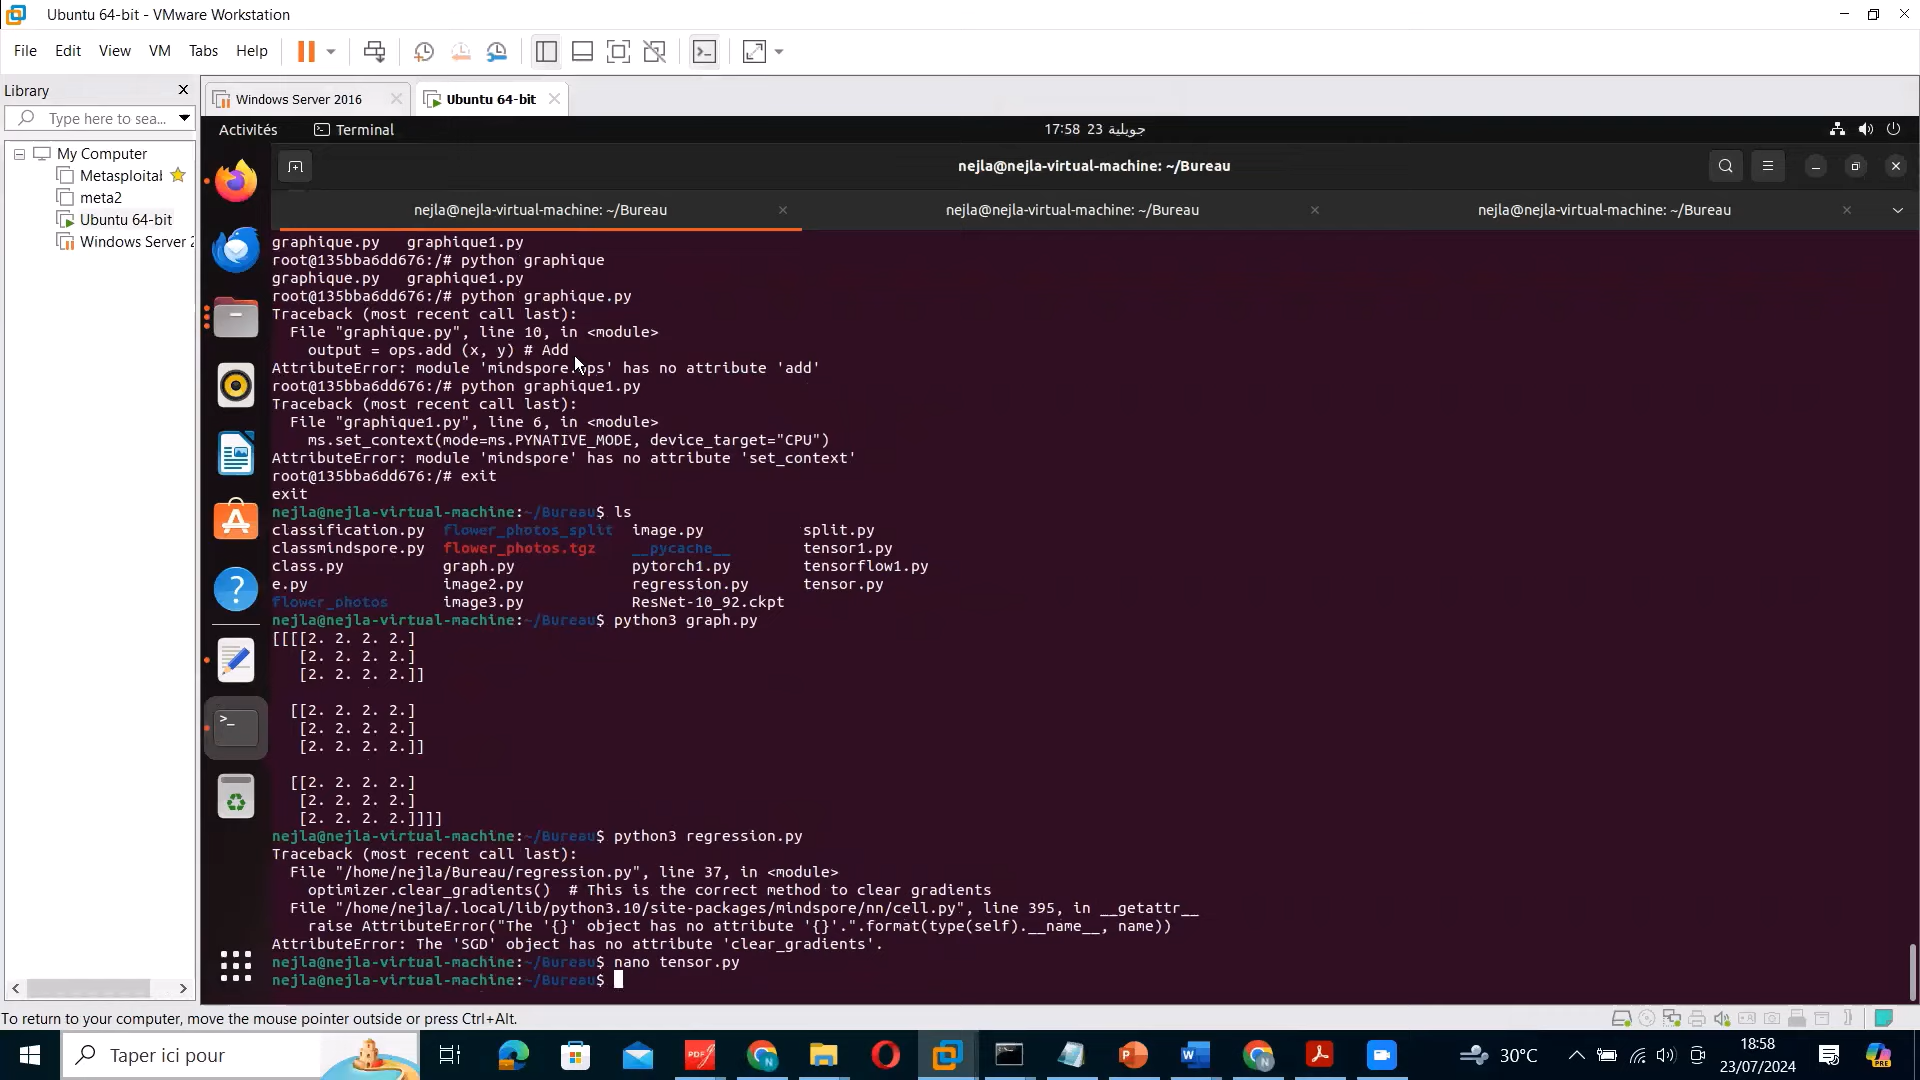 Ubuntu 64-bit - VMware Workstation
File Edit View VM Tabs Help
Library
Windows Server 2016
Ubuntu 64-bit
Type here to sea...
Activités
Terminal
17:58 23 جويلية
My Computer
Metasploital
meta2
Ubuntu 64-bit
Windows Server 2
nejla@nejla-virtual-machine: ~/Bureau
nejla@nejla-virtual-machine: ~/Bureau
nejla@nejla-virtual-machine: ~/Bureau
nejla@nejla-virtual-machine: ~/Bureau
graphique.py graphique1.py
root@135bba6dd676:/# python graphique
graphique.py graphique1.py
root@135bba6dd676:/# python graphique.py
Traceback (most recent call last):
File "graphique.py", line 10, in <module>
output = ops.add (x, y) # Add
AttributeError: module 'mindspore.ops' has no attribute 'add'
root@135bba6dd676:/# python graphique1.py
Traceback (most recent call last):
File "graphique1.py", line 6, in <module>
ms.set_context(mode=ms.PYNATIVE_MODE, device_target="CPU")
AttributeError: module 'mindspore' has no attribute 'set_context'
root@135bba6dd676:/# exit
exit
nejla@nejla-virtual-machine:~/Bureau$ ls
classification.py flower_photos_split image.py split.py
classmindspore.py flower_photos.tgz __pycache__ tensor1.py
class.py graph.py pytorch1.py tensorflow1.py
e.py image2.py regression.py tensor.py
flower_photos image3.py ResNet-10_92.ckpt
nejla@nejla-virtual-machine:~/Bureau$ python3 graph.py
[[[[2. 2. 2. 2.]
[2. 2. 2. 2.]
[2. 2. 2. 2.]]
[[2. 2. 2. 2.]
[2. 2. 2. 2.]
[2. 2. 2. 2.]]
[[2. 2. 2. 2.]
[2. 2. 2. 2.]
[2. 2. 2. 2.]]]]
nejla@nejla-virtual-machine:~/Bureau$ python3 regression.py
Traceback (most recent call last):
File "/home/nejla/Bureau/regression.py", line 37, in <module>
optimizer.clear_gradients() # This is the correct method to clear gradients
File "/home/nejla/.local/lib/python3.10/site-packages/mindspore/nn/cell.py", line 395, in __getattr__
raise AttributeError("The '{}' object has no attribute '{}'.".format(type(self).__name__, name))
AttributeError: The 'SGD' object has no attribute 'clear_gradients'.
nejla@nejla-virtual-machine:~/Bureau$ nano tensor.py
nejla@nejla-virtual-machine:~/Bureau$
To return to your computer, move the mouse pointer outside or press Ctrl+Alt.
Taper ici pour
30°C
18:58
23/07/2024